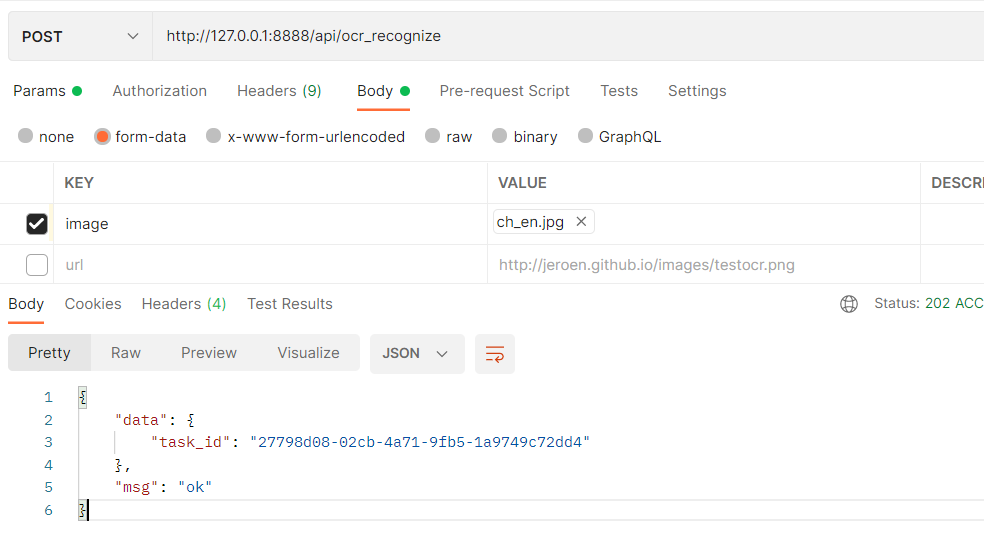 POST http://127.0.0.1:8888/api/ocr_recognize
Params Authorization Headers (9) Body Pre-request Script Tests Settings
none form-data x-www-form-urlencoded raw binary GraphQL
KEY VALUE DESCRI
image ch_en.jpg
url http://jeroen.github.io/images/testocr.png
Body Cookies Headers (4) Test Results Status: 202 ACC
Pretty Raw Preview Visualize JSON
1 {
2 "data": {
3 "task_id": "27798d08-02cb-4a71-9fb5-1a9749c72dd4"
4 },
5 "msg": "ok"
6 }